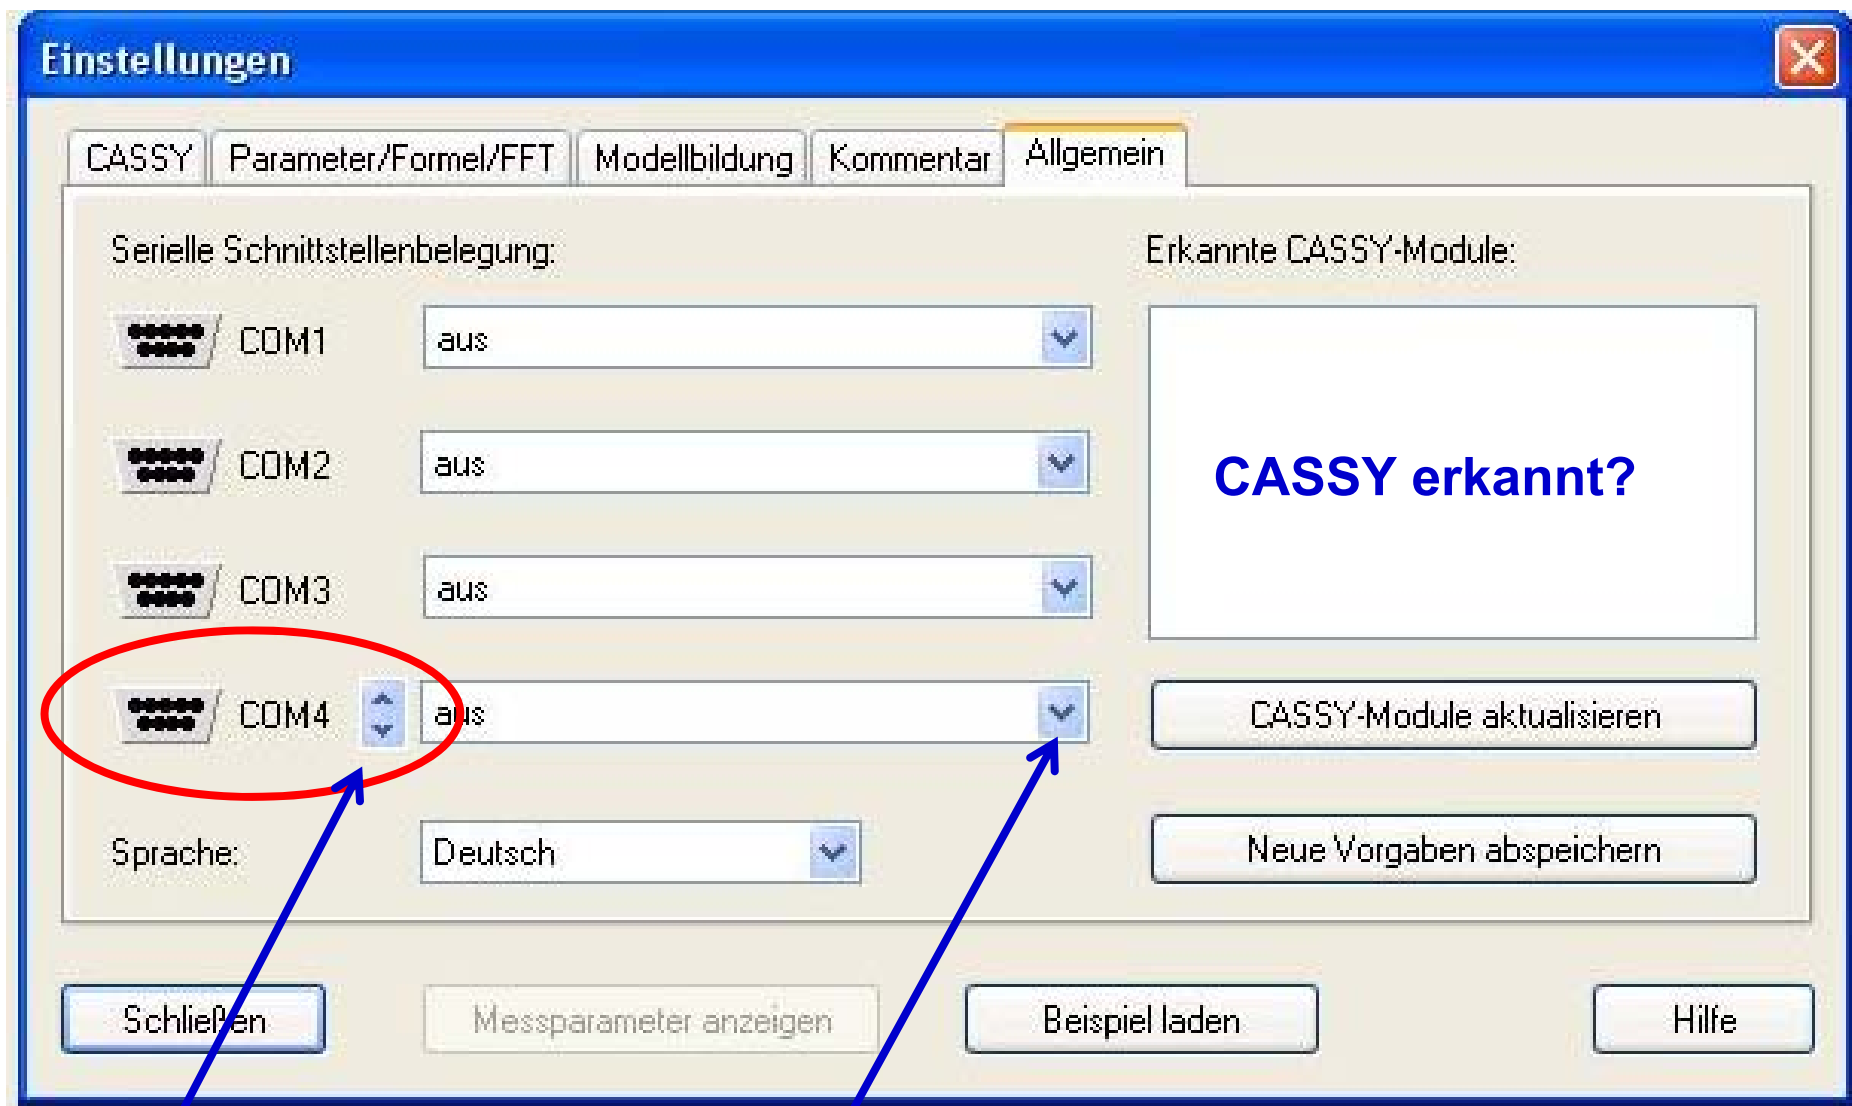 Einstellungen
CASSY Parameter/Formel/FFT Modellbildung Kommentar Allgemein
Serielle Schnittstellenbelegung:
Erkannte CASSY-Module:
COM1 aus
COM2 aus
CASSY erkannt?
COM3 aus
COM4 aus
CASSY-Module aktualisieren
Sprache: Deutsch
Neue Vorgaben abspeichern
Schließen Messparameter anzeigen Beispiel laden Hilfe